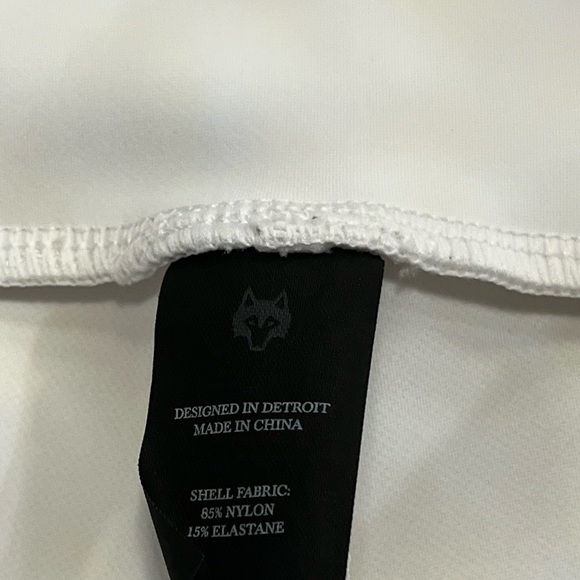 DESIGNED IN DETROIT
MADE IN CHINA
SHELL FABRIC:
85% NYLON
15% ELASTANE